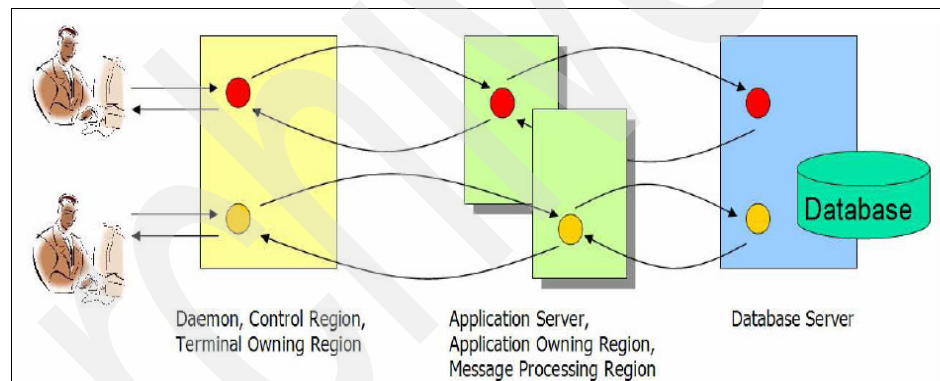 Database
Daemon, Control Region,
Terminal Owning Region
Application Server,
Application Owning Region,
Message Processing Region
Database Server